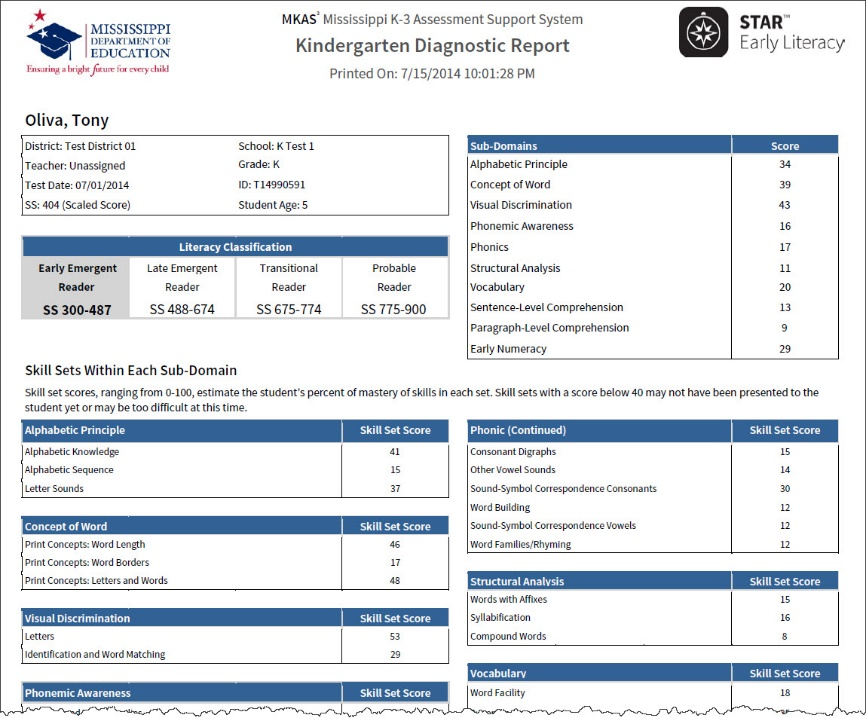 MISSISSIPPI
DEPARTMENT OF
EDUCATION
Ensuring a bright future for every child
MKAS² Mississippi K-3 Assessment Support System
Kindergarten Diagnostic Report
Printed On: 7/15/2014 10:01:28 PM
STAR™
Early Literacy
Oliva, Tony
District: Test District 01 School: K Test 1
Teacher: Unassigned Grade: K
Test Date: 07/01/2014 ID: T14990591
SS: 404 (Scaled Score) Student Age: 5
Literacy Classification
Early Emergent Late Emergent Transitional Probable
Reader Reader Reader Reader
SS 300-487 SS 488-674 SS 675-774 SS 775-900
Sub-Domains Score
Alphabetic Principle 34
Concept of Word 39
Visual Discrimination 43
Phonemic Awareness 16
Phonics 17
Structural Analysis 11
Vocabulary 20
Sentence-Level Comprehension 13
Paragraph-Level Comprehension 9
Early Numeracy 29
Skill Sets Within Each Sub-Domain
Skill set scores, ranging from 0-100, estimate the student's percent of mastery of skills in each set. Skill sets with a score below 40 may not have been presented to the
student yet or may be too difficult at this time.
Alphabetic Principle Skill Set Score
Alphabetic Knowledge 41
Alphabetic Sequence 15
Letter Sounds 37
Concept of Word Skill Set Score
Print Concepts: Word Length 46
Print Concepts: Word Borders 17
Print Concepts: Letters and Words 48
Visual Discrimination Skill Set Score
Letters 53
Identification and Word Matching 29
Phonemic Awareness Skill Set Score
Phonic (Continued) Skill Set Score
Consonant Digraphs 15
Other Vowel Sounds 14
Sound-Symbol Correspondence Consonants 30
Word Building 12
Sound-Symbol Correspondence Vowels 12
Word Families/Rhyming 12
Structural Analysis Skill Set Score
Words with Affixes 15
Syllabification 16
Compound Words 8
Vocabulary Skill Set Score
Word Facility 18